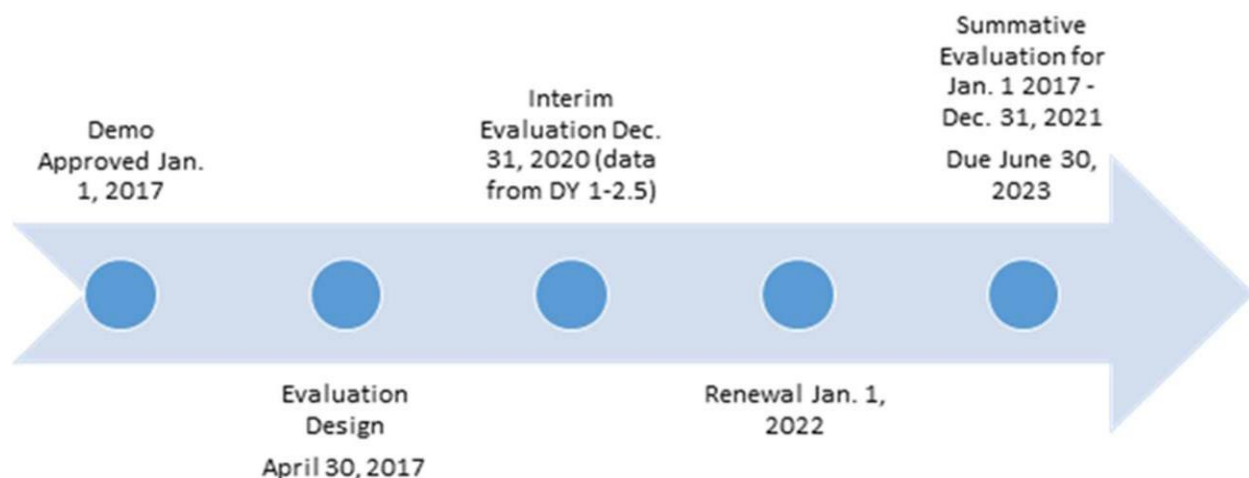 Demo
Approved Jan.
1, 2017
Evaluation
Design
April 30, 2017
Interim
Evaluation Dec.
31, 2020 (data
from DY 1-2.5)
Renewal Jan. 1,
2022
Summative
Evaluation for
Jan. 1 2017 -
Dec. 31, 2021
Due June 30,
2023